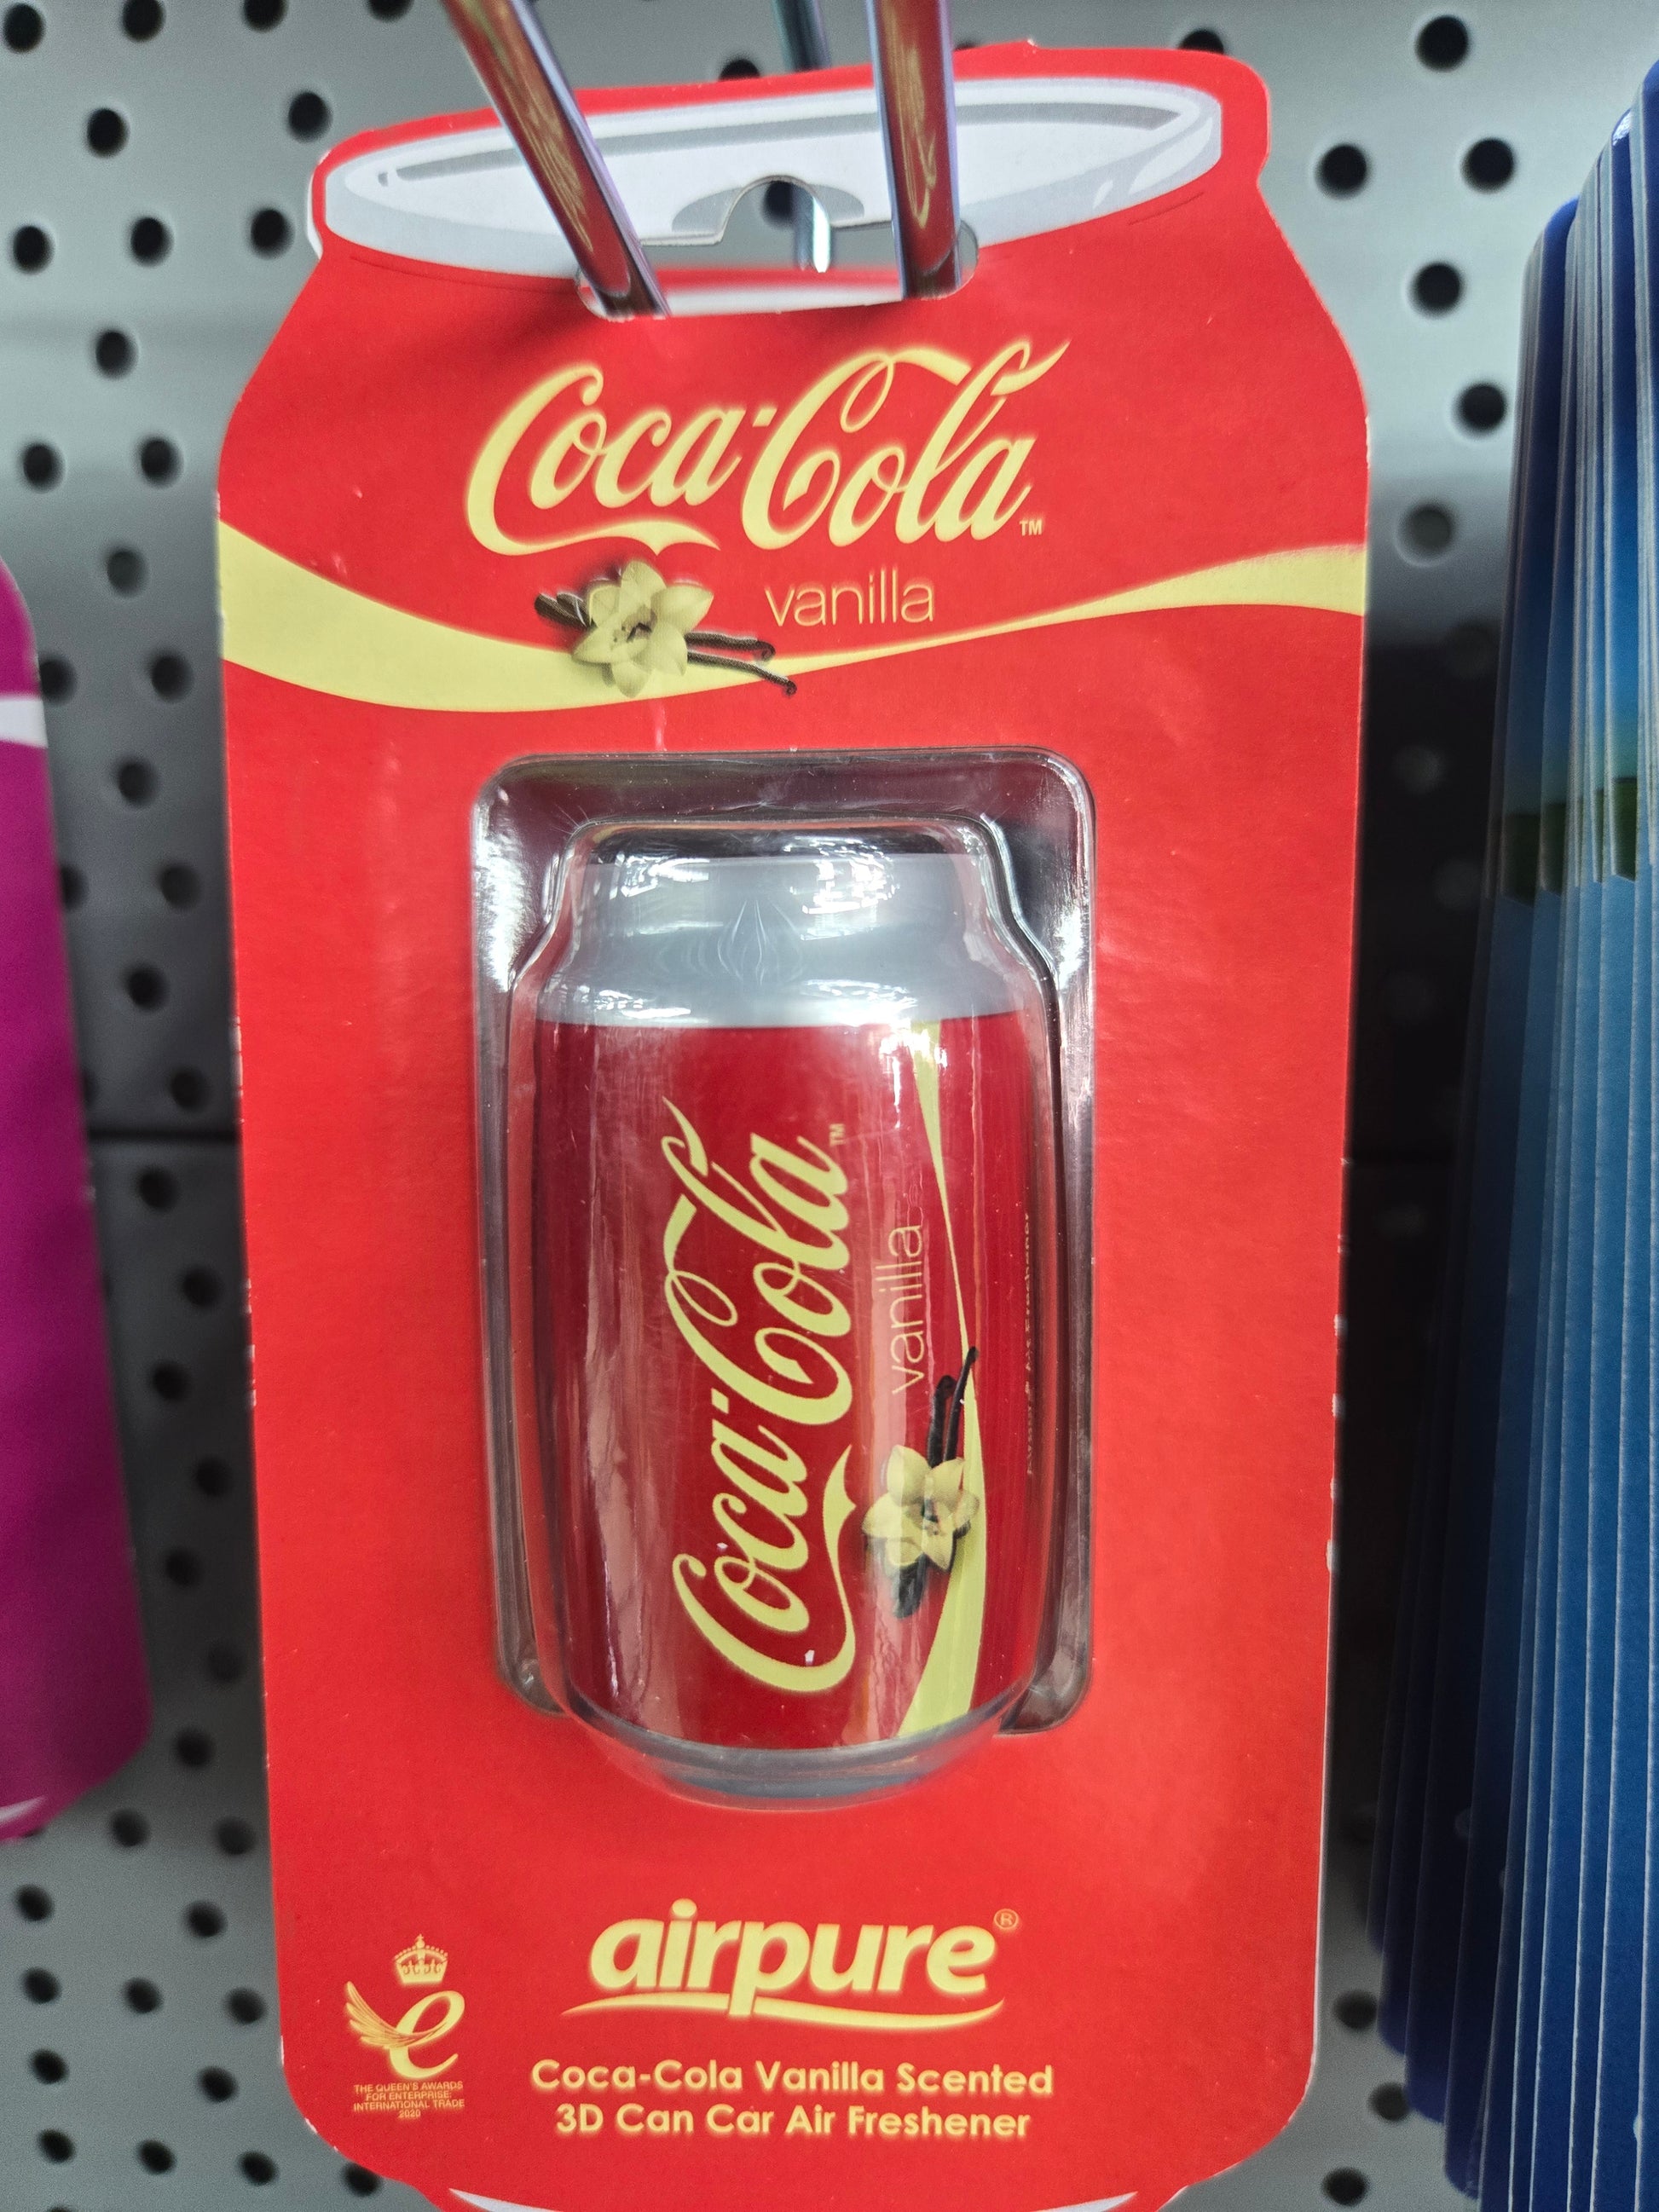 Coca-Cola™
vanilla
Coca-Cola™
vanilla
airpure®
THE QUEEN'S AWARDS
FOR ENTERPRISE:
INTERNATIONAL TRADE
2020
Coca-Cola Vanilla Scented
3D Can Car Air Freshener